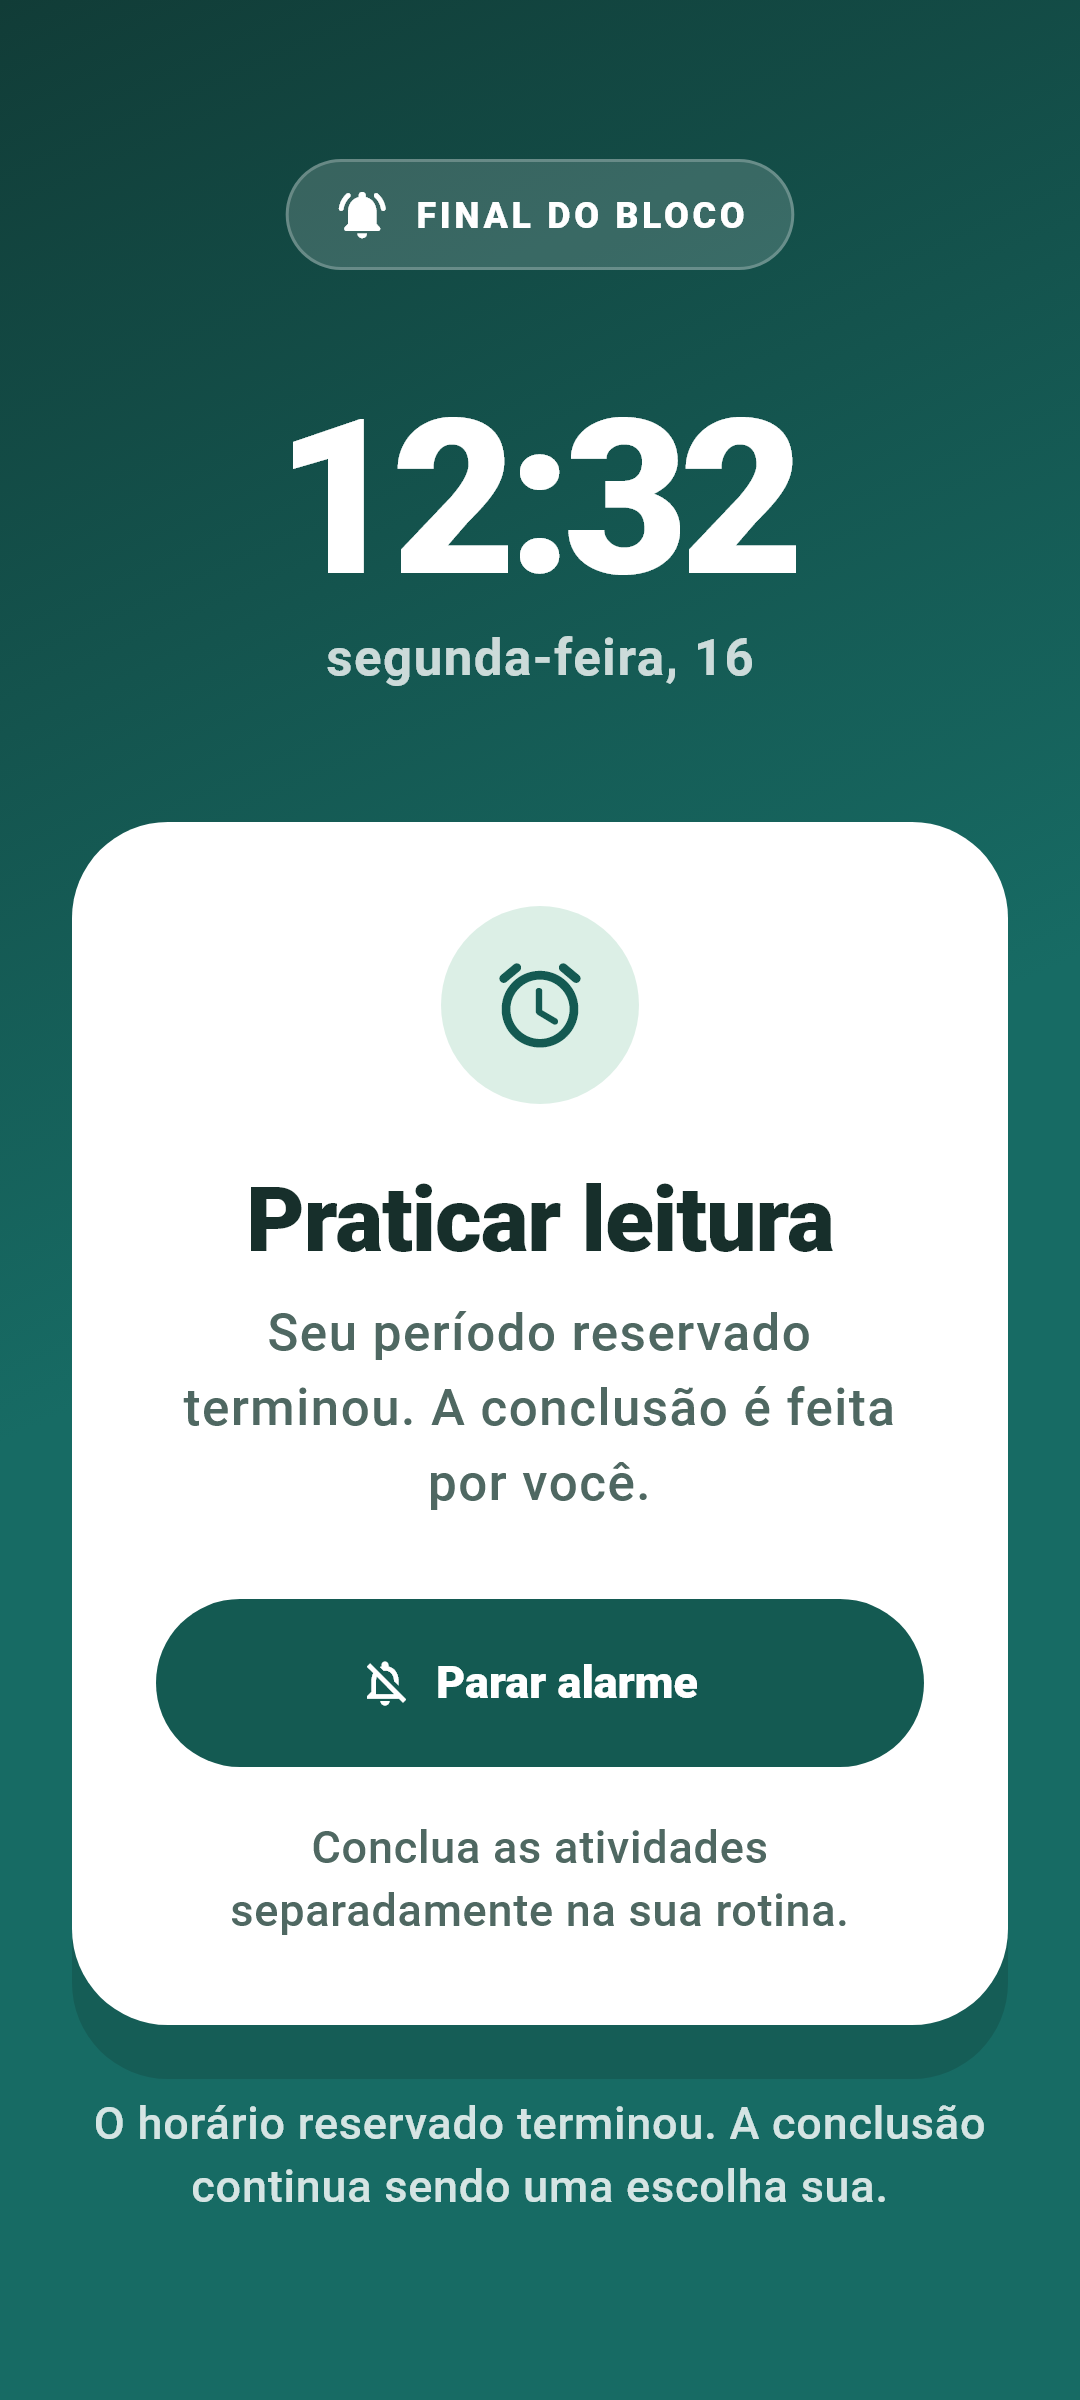 FINAL DO BLOCO
12:32
segunda-feira, 16
Praticar leitura
Seu período reservado
terminou. A conclusão é feita
por você.
Parar alarme
Conclua as atividades
separadamente na sua rotina.
O horário reservado terminou. A conclusão
continua sendo uma escolha sua.